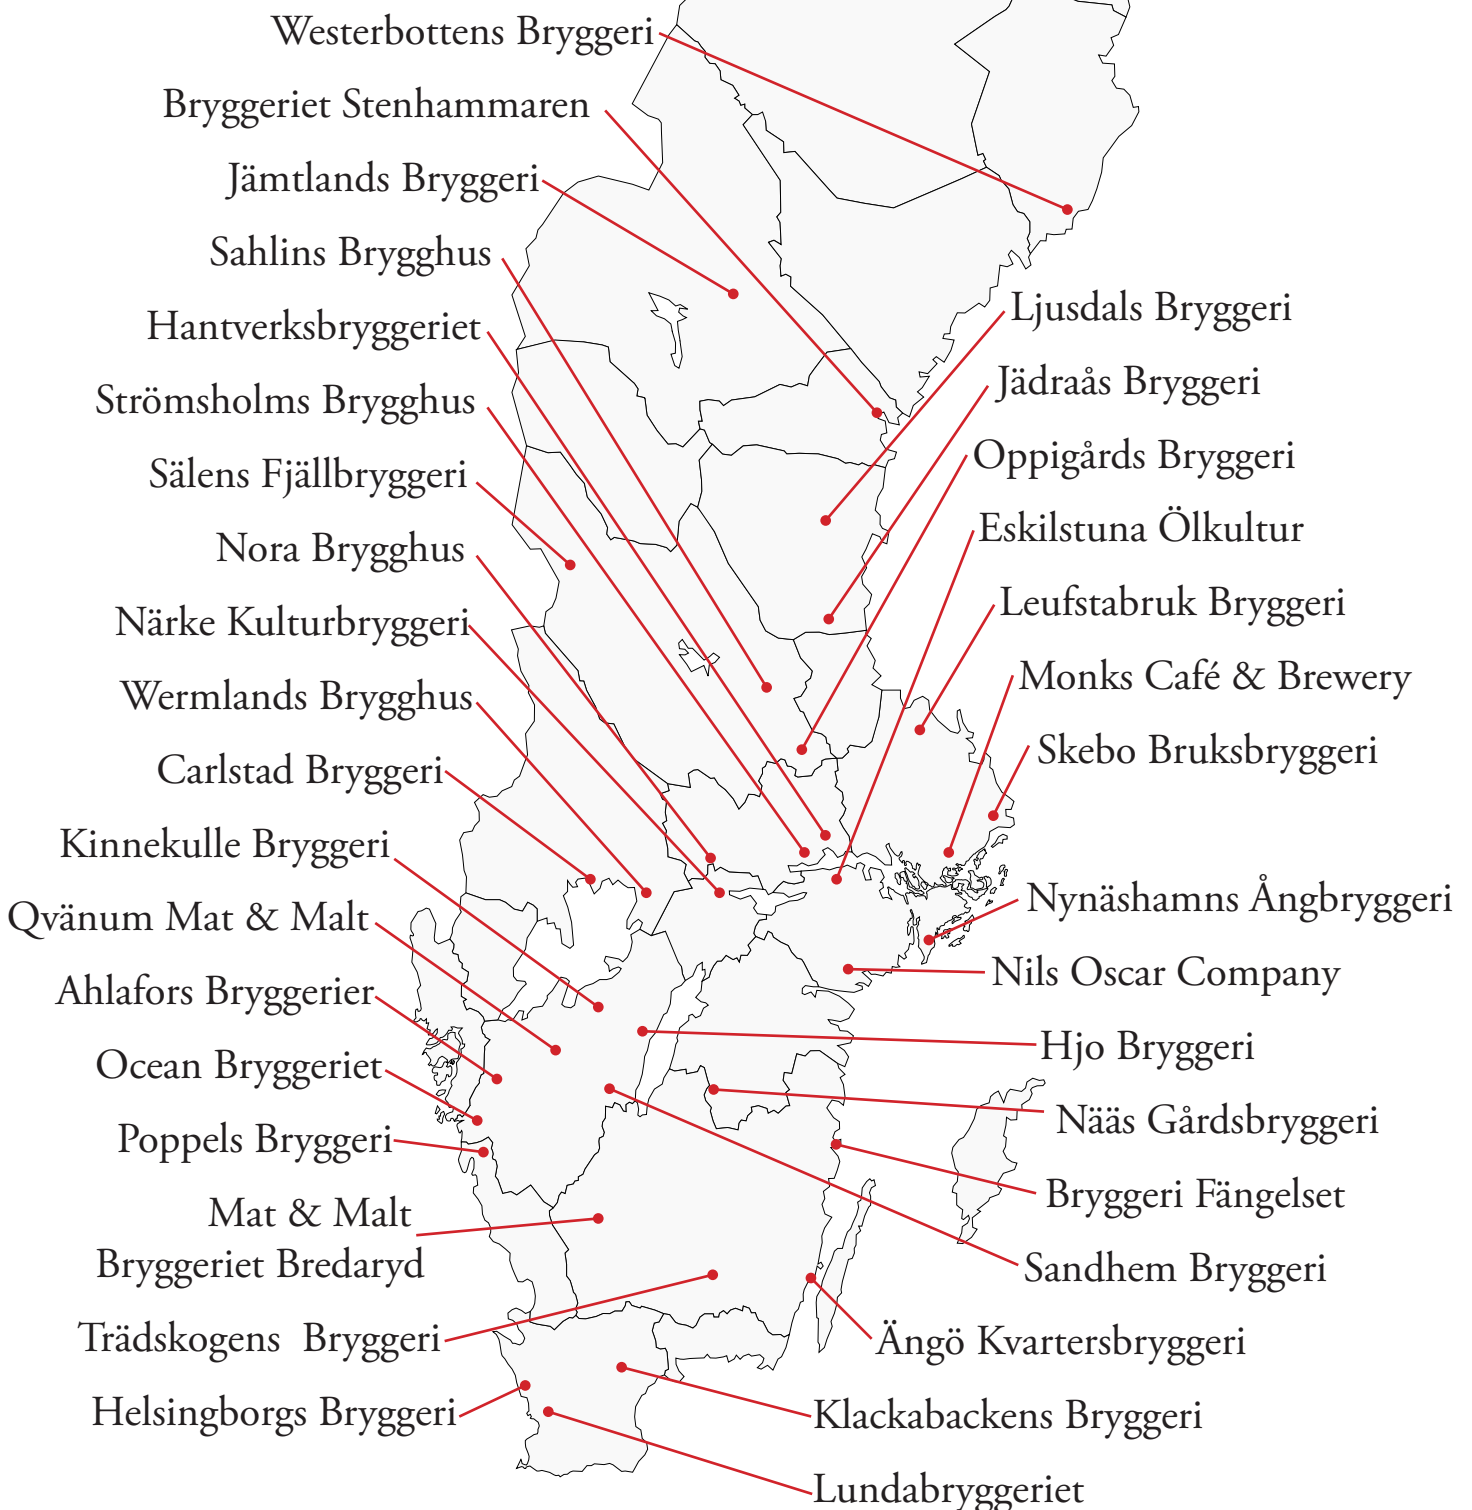 Westerbottens Bryggeri
Bryggeriet Stenhammaren
Jämtlands Bryggeri
Sahlins Brygghus
Hantverksbryggeriet
Strömsholms Brygghus
Sälens Fjällbryggeri
Nora Brygghus
Närke Kulturbryggeri
Wermlands Brygghus
Carlstad Bryggeri
Kinnekulle Bryggeri
Qvänum Mat & Malt
Ahlafors Bryggerier
Ocean Bryggeriet
Poppels Bryggeri
Mat & Malt
Bryggeriet Bredaryd
Trädskogens Bryggeri
Helsingborgs Bryggeri
Ljusdals Bryggeri
Jädraås Bryggeri
Oppigårds Bryggeri
Eskilstuna Ölkultur
Leufstabruk Bryggeri
Monks Café & Brewery
Skebo Bruksbryggeri
Nynäshamns Ångbryggeri
Nils Oscar Company
Hjo Bryggeri
Nääs Gårdsbryggeri
Bryggeri Fängelset
Sandhem Bryggeri
Ängö Kvartersbryggeri
Klackabackens Bryggeri
Lundabryggeriet